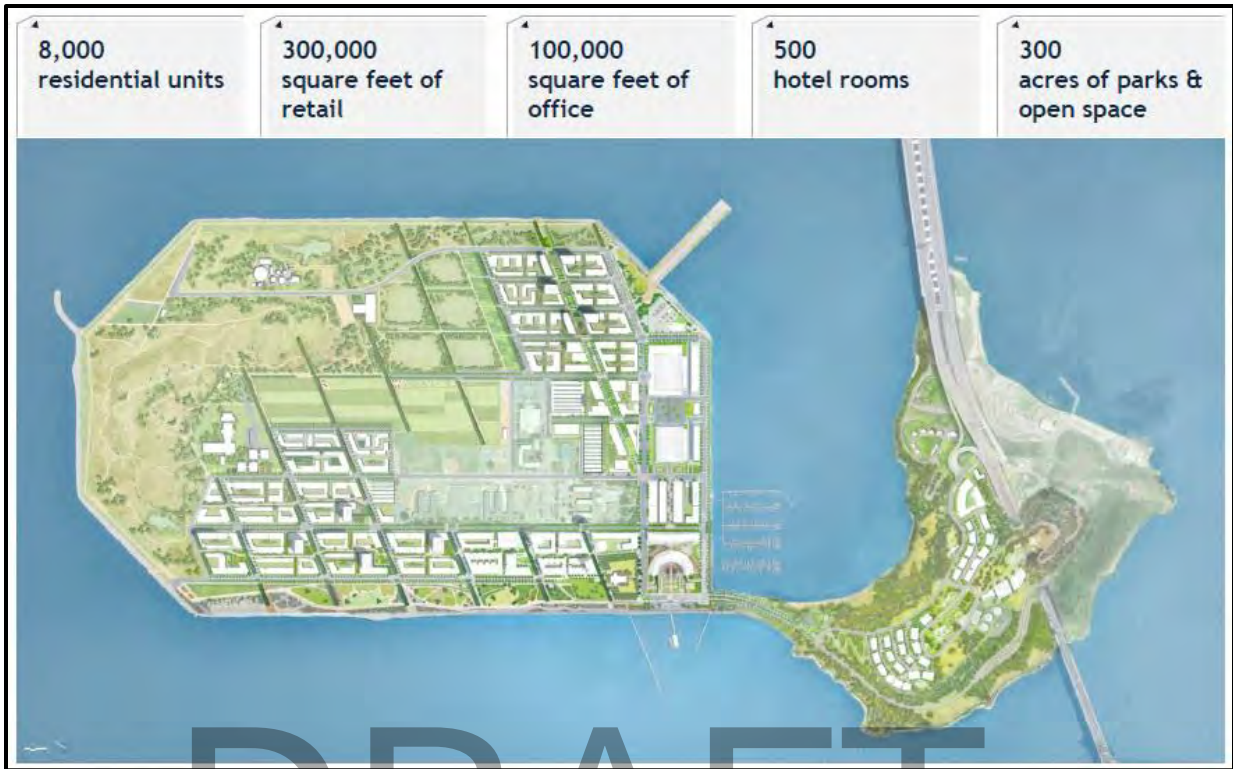 8,000
residential units
300,000
square feet of
retail
100,000
square feet of
office
500
hotel rooms
300
acres of parks &
open space
DRAFT